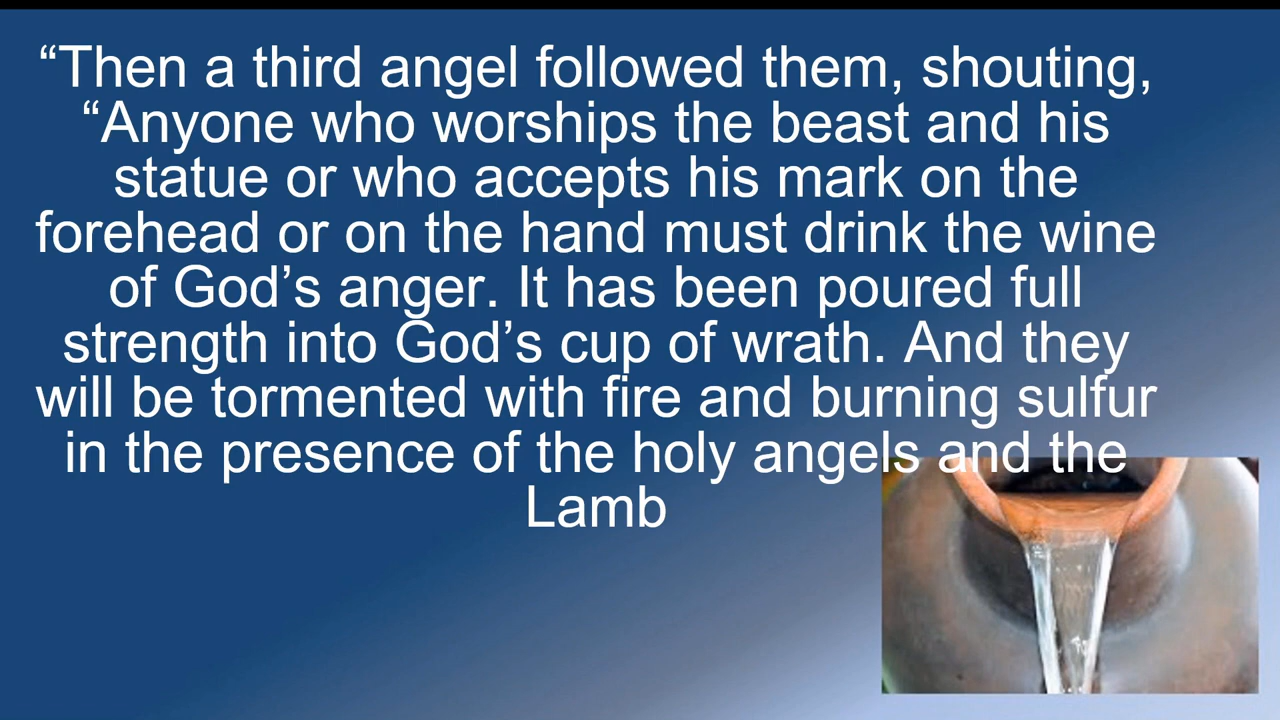 “Then a third angel followed them, shouting,
“Anyone who worships the beast and his
statue or who accepts his mark on the
forehead or on the hand must drink the wine
of God’s anger. It has been poured full
strength into God’s cup of wrath. And they
will be tormented with fire and burning sulfur
in the presence of the holy angels and the
Lamb